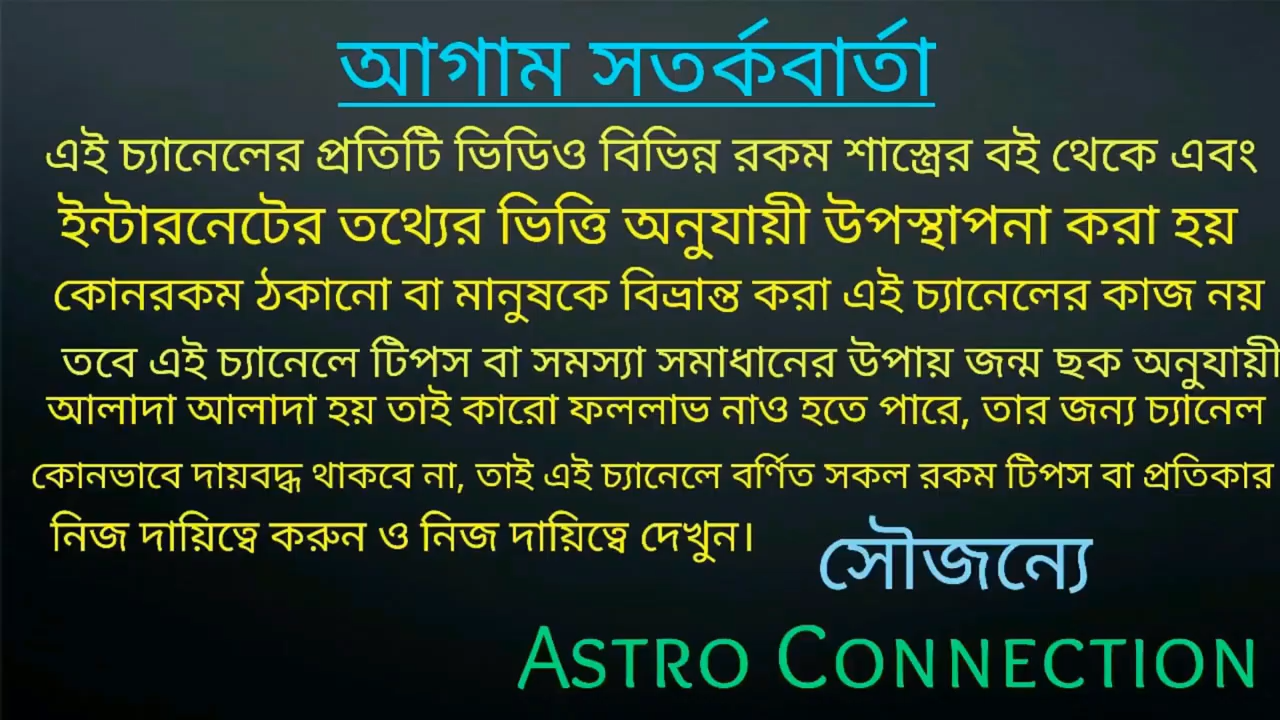 আগাম সতর্কবার্তা
এই চ্যানেলের প্রতিটি ভিডিও বিভিন্ন রকম শাস্ত্রের বই থেকে এবং
ইন্টারনেটের তথ্যের ভিত্তি অনুযায়ী উপস্থাপনা করা হয়
কোনরকম ঠকানো বা মানুষকে বিভ্রান্ত করা এই চ্যানেলের কাজ নয়
তবে এই চ্যানেলে টিপস বা সমস্যা সমাধানের উপায় জন্ম ছক অনুযায়ী
আলাদা আলাদা হয় তাই কারো ফললাভ নাও হতে পারে, তার জন্য চ্যানেল
কোনভাবে দায়বদ্ধ থাকবে না, তাই এই চ্যানেলে বর্ণিত সকল রকম টিপস বা প্রতিকার
নিজ দায়িত্বে করুন ও নিজ দায়িত্বে দেখুন।
সৌজন্যে
ASTRO CONNECTION